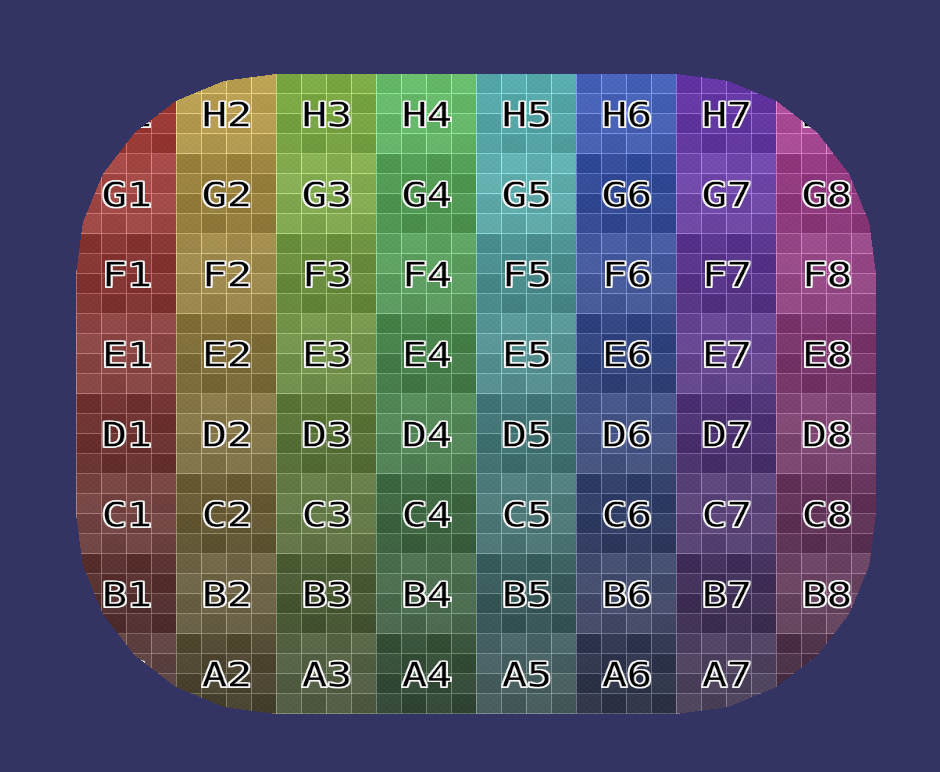 H2 H3 H4 H5 H6 H7
G1 G2 G3 G4 G5 G6 G7 G8
F1 F2 F3 F4 F5 F6 F7 F8
E1 E2 E3 E4 E5 E6 E7 E8
D1 D2 D3 D4 D5 D6 D7 D8
C1 C2 C3 C4 C5 C6 C7 C8
B1 B2 B3 B4 B5 B6 B7 B8
A2 A3 A4 A5 A6 A7